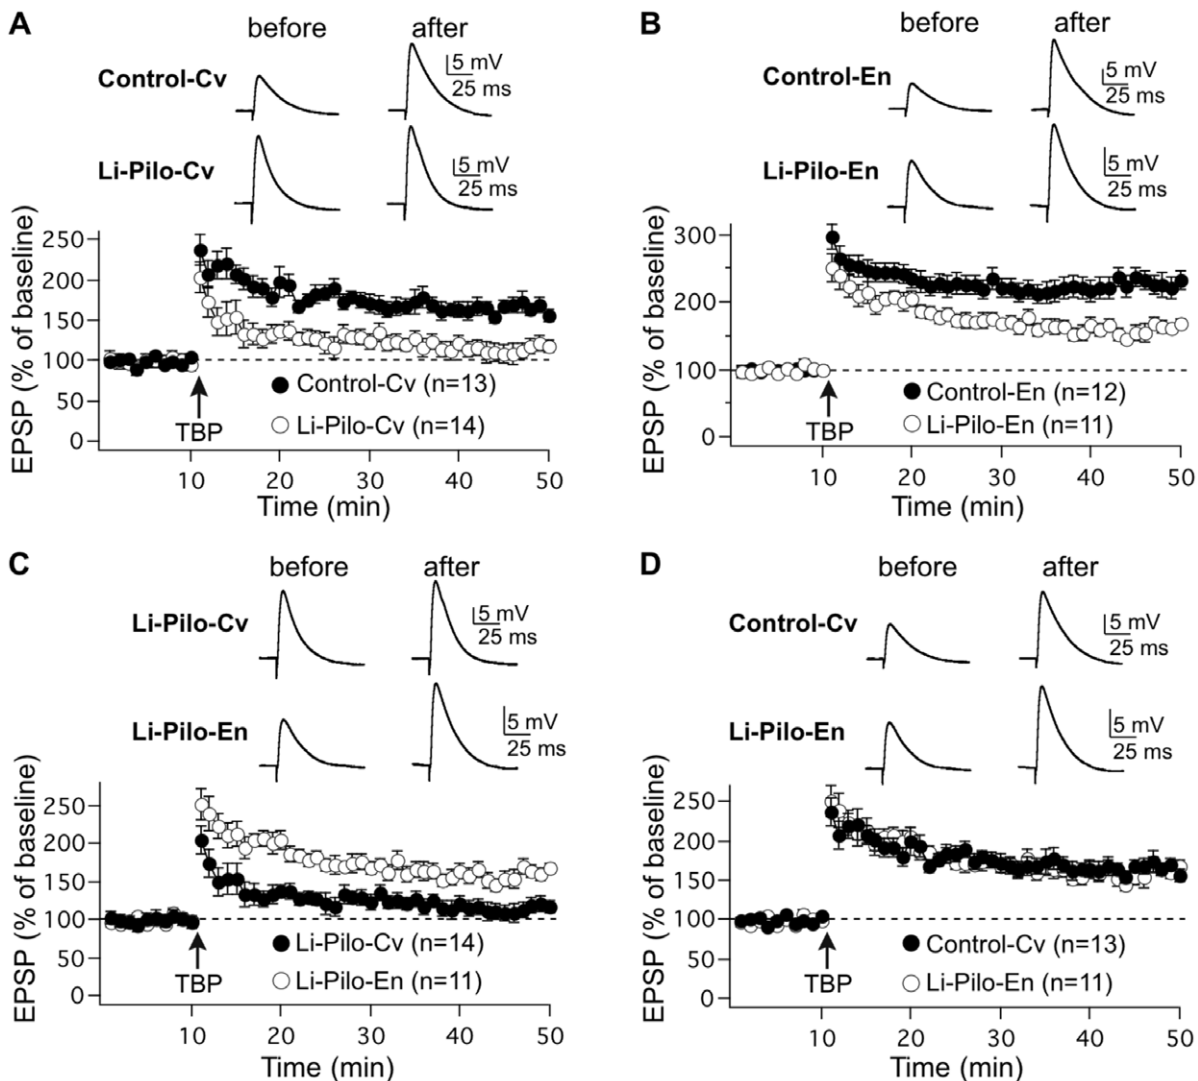 A
before after
Control-Cv
5 mV
25 ms
Li-Pilo-Cv
5 mV
25 ms
EPSP (% of baseline)
250
200
150
100
50
0
Control-Cv (n=13)
Li-Pilo-Cv (n=14)
TBP
10 20 30 40 50
Time (min)
B
before after
Control-En
5 mV
25 ms
Li-Pilo-En
5 mV
25 ms
EPSP (% of baseline)
300
200
100
0
Control-En (n=12)
Li-Pilo-En (n=11)
TBP
10 20 30 40 50
Time (min)
C
before after
Li-Pilo-Cv
5 mV
25 ms
Li-Pilo-En
5 mV
25 ms
EPSP (% of baseline)
250
200
150
100
50
0
Li-Pilo-Cv (n=14)
Li-Pilo-En (n=11)
TBP
10 20 30 40 50
Time (min)
D
before after
Control-Cv
5 mV
25 ms
Li-Pilo-En
5 mV
25 ms
EPSP (% of baseline)
250
200
150
100
50
0
Control-Cv (n=13)
Li-Pilo-En (n=11)
TBP
10 20 30 40 50
Time (min)